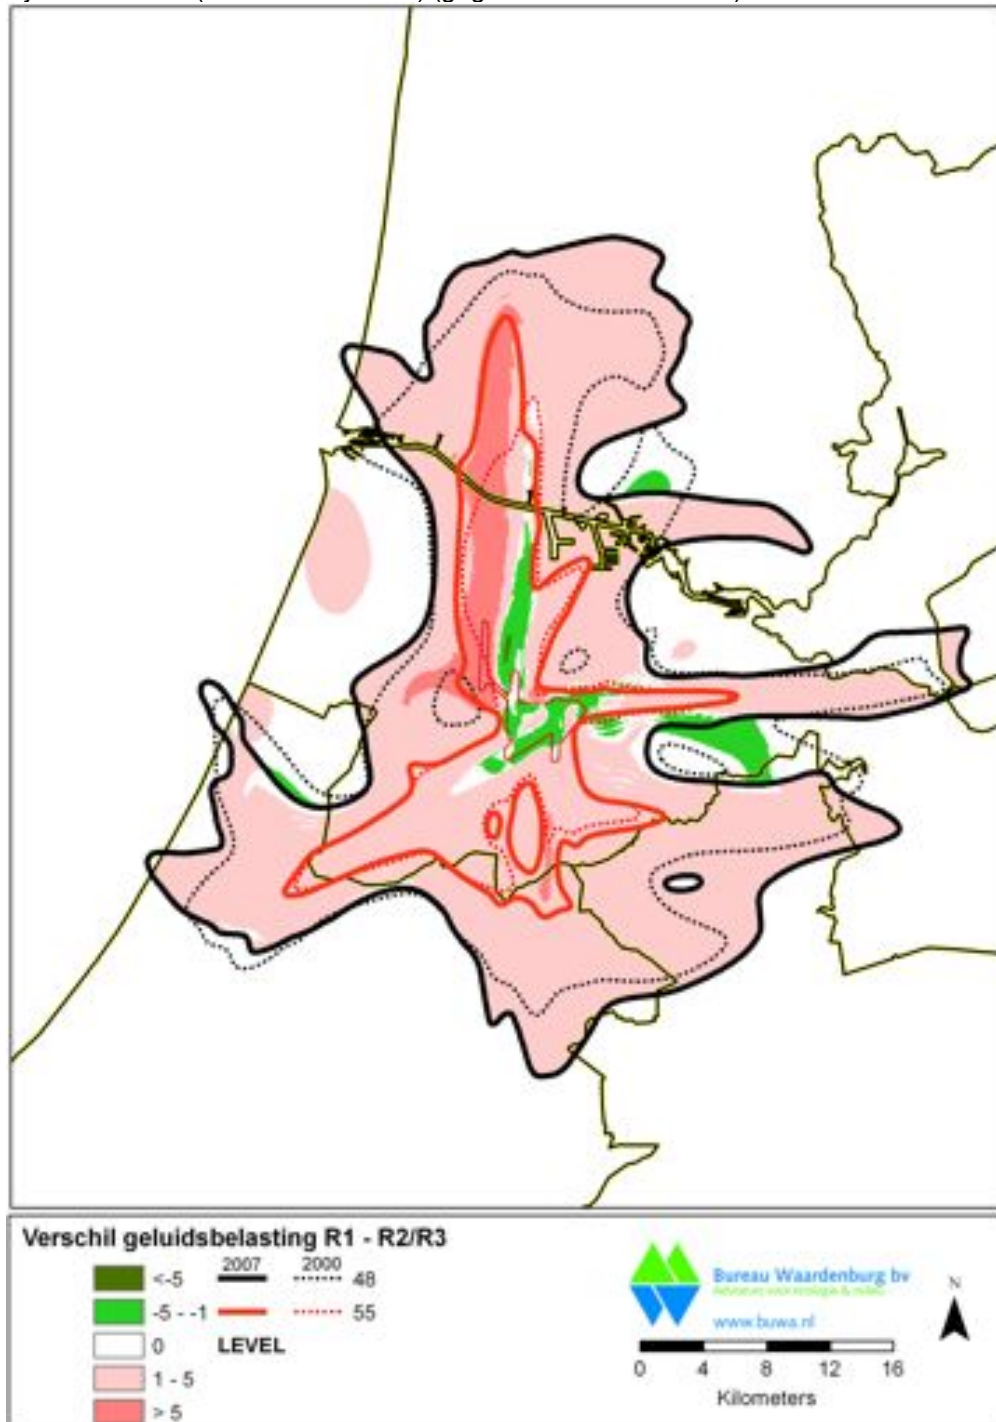 Verschil geluidsbelasting R1 - R2/R3
2007 2000
<-5 48
-5 - -1 55
0 LEVEL
1 - 5
> 5
Bureau Waardenburg bv
www.buwa.nl
N
0 4 8 12 16
Kilometers